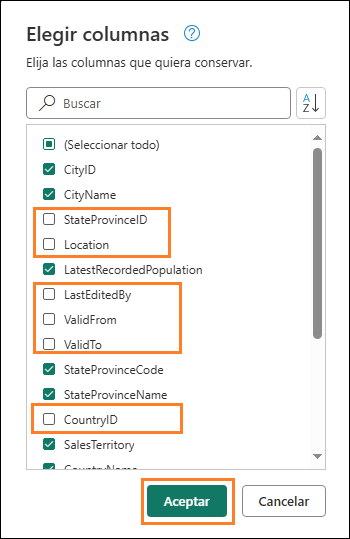 Elegir columnas
Elija las columnas que quiera conservar.
Buscar
(Seleccionar todo)
CityID
CityName
StateProvinceID
Location
LatestRecordedPopulation
LastEditedBy
ValidFrom
ValidTo
StateProvinceCode
StateProvinceName
CountryID
SalesTerritory
CountryName
Aceptar Cancelar